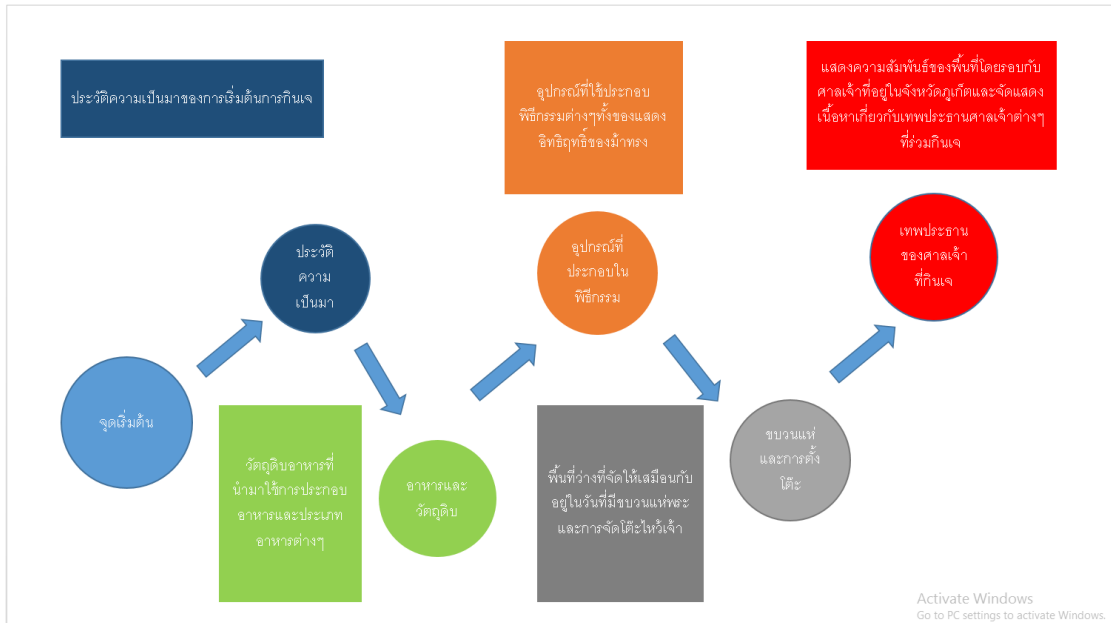 ประวัติความเป็นมาของการเริ่มต้นการกินเจ
อุปกรณ์ที่ใช้ประกอบ
พิธีกรรมต่างๆทั้งของแสดง
อิทธิฤทธิ์ของม้าทรง
แสดงความสัมพันธ์ของพื้นที่โดยรอบกับ
ศาลเจ้าที่อยู่ในจังหวัดภูเก็ตและจัดแสดง
เนื้อหาเกี่ยวกับเทพประธานศาลเจ้าต่างๆ
ที่ร่วมกินเจ
ประวัติ
ความ
เป็นมา
อุปกรณ์ที่
ประกอบใน
พิธีกรรม
เทพประธาน
ของศาลเจ้า
ที่กินเจ
จุดเริ่มต้น
วัตถุดิบอาหารที่
นำมาใช้การประกอบ
อาหารและประเภท
อาหารต่างๆ
อาหารและ
วัตถุดิบ
พื้นที่ว่างที่จัดให้เสมือนกับ
อยู่ในวันที่มีขบวนแห่พระ
และการจัดโต๊ะไหว้เจ้า
ขบวนแห่
และการตั้ง
โต๊ะ
Activate Windows
Go to PC settings to activate Windows.